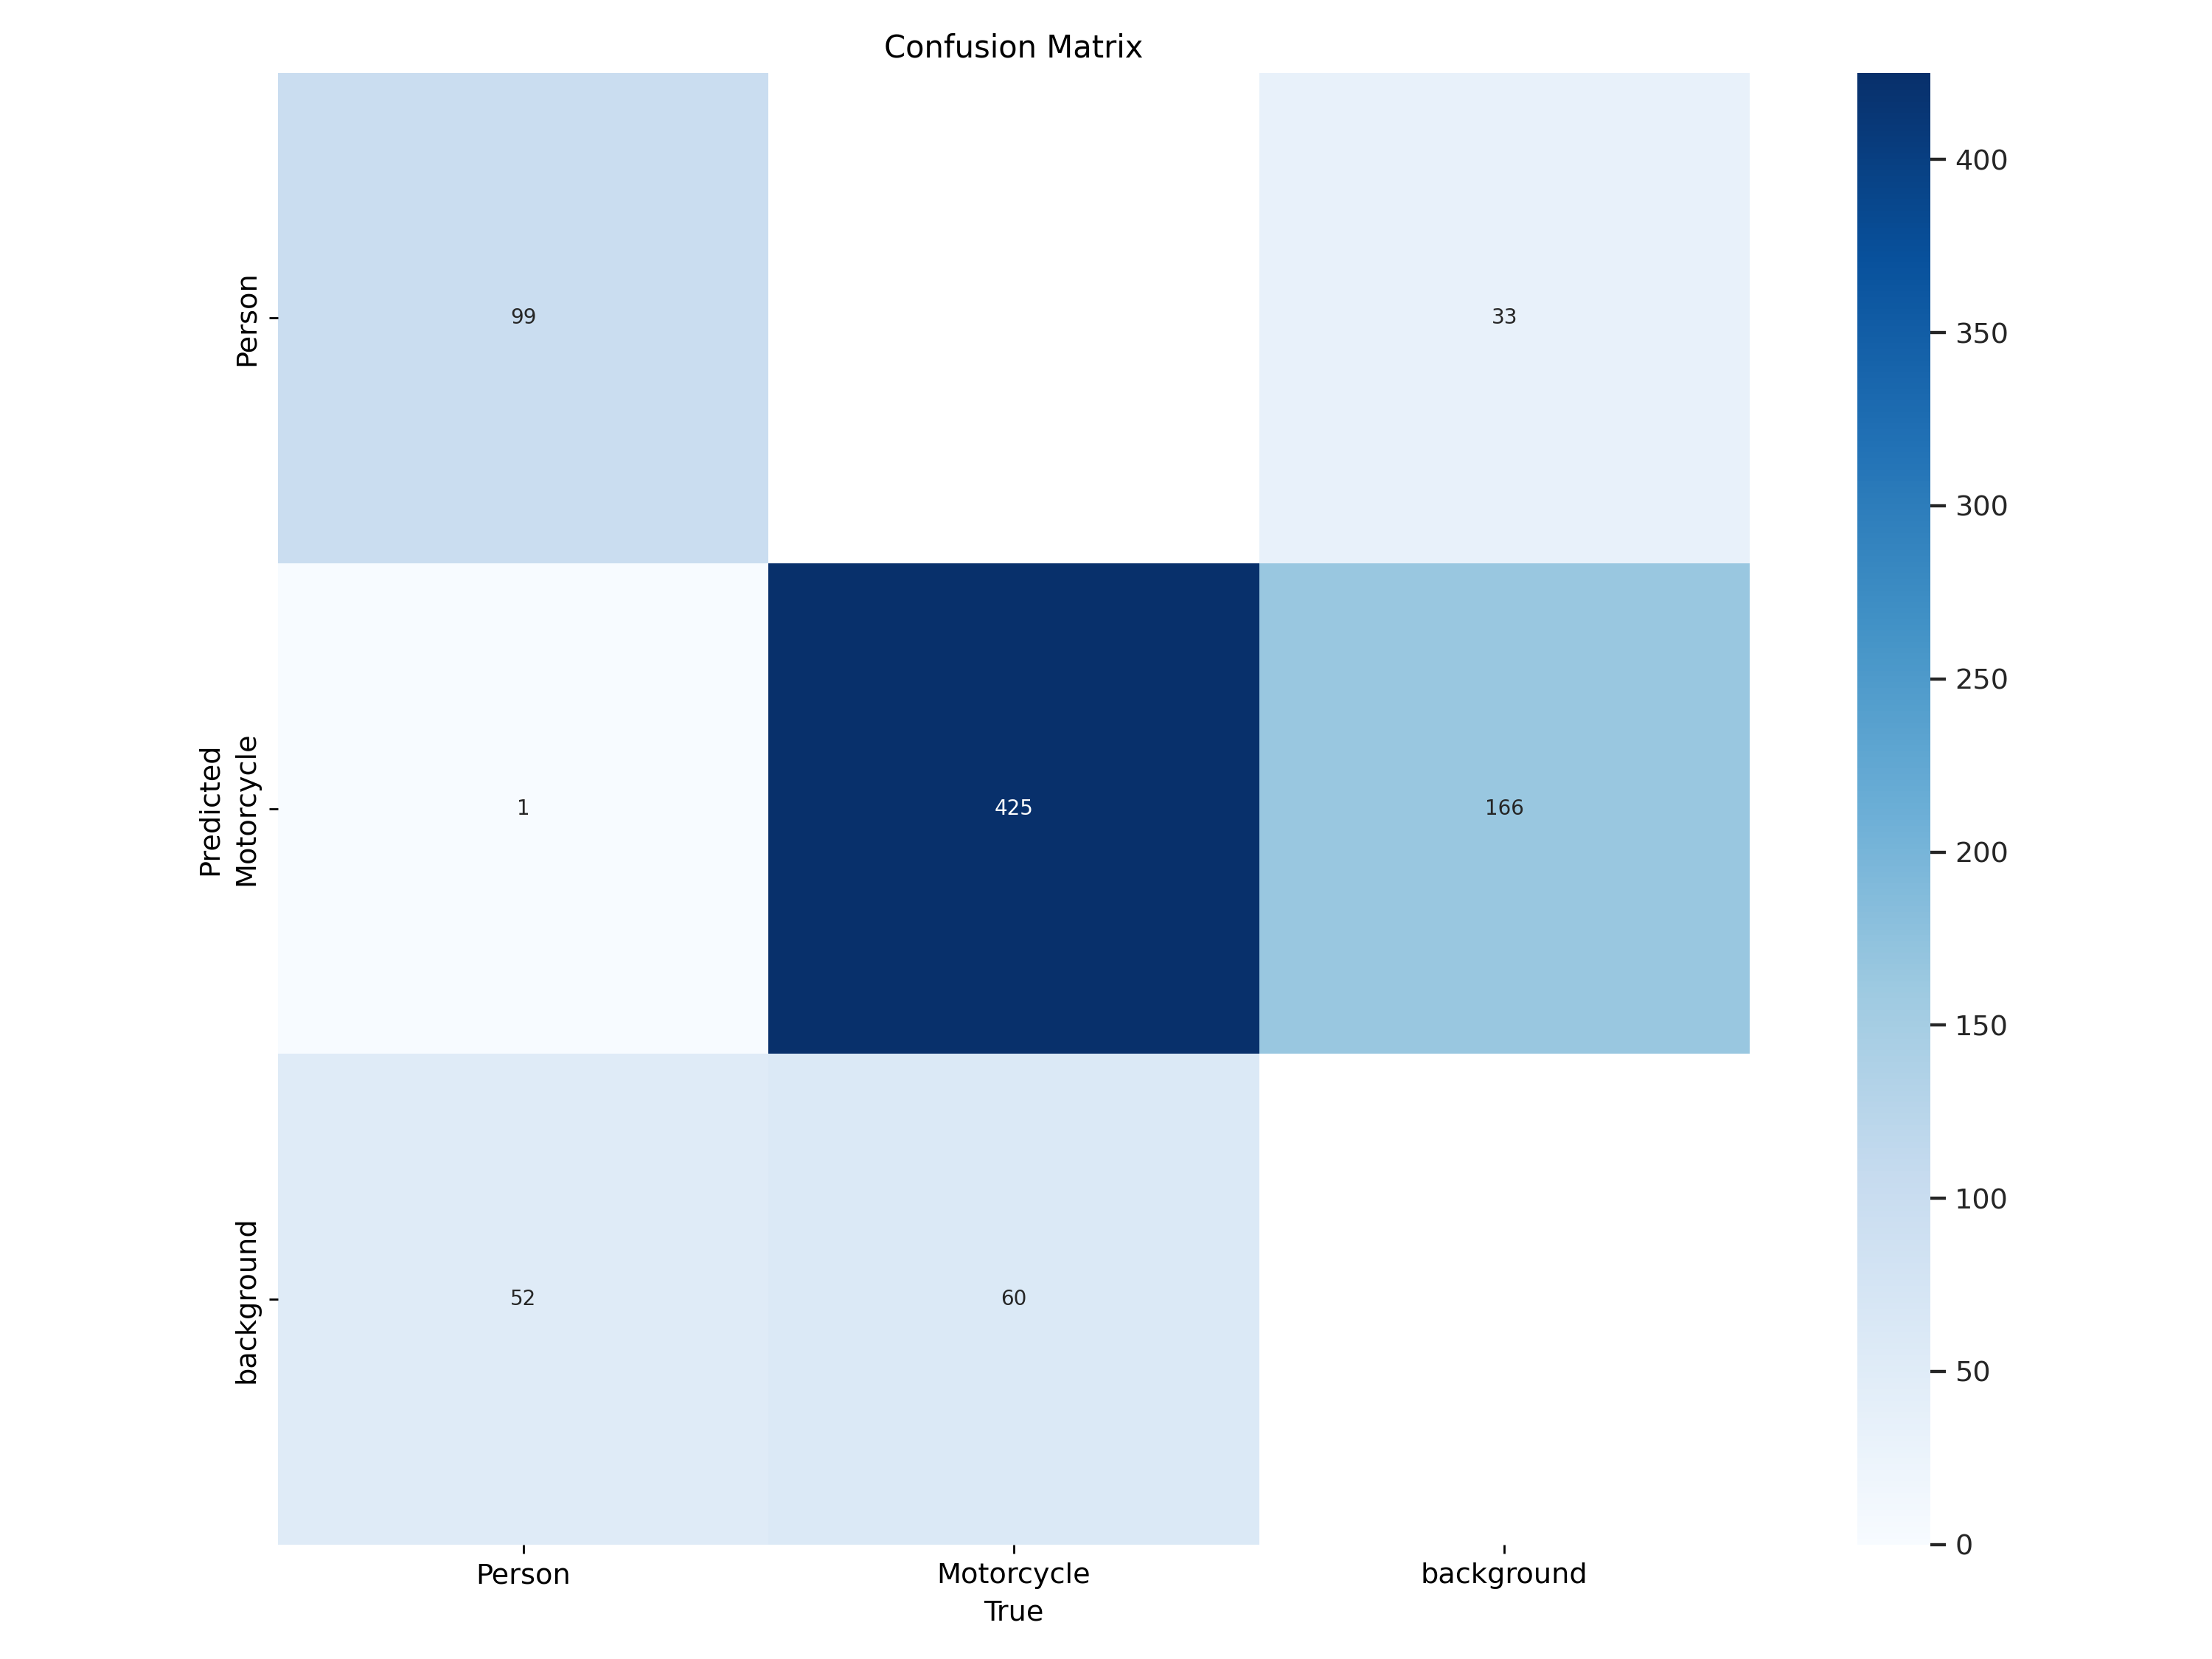 Confusion Matrix
Person
99
33
400
350
300
250
200
150
100
50
0
Predicted
Motorcycle
1
425
166
background
52
60
Person
Motorcycle
background
True